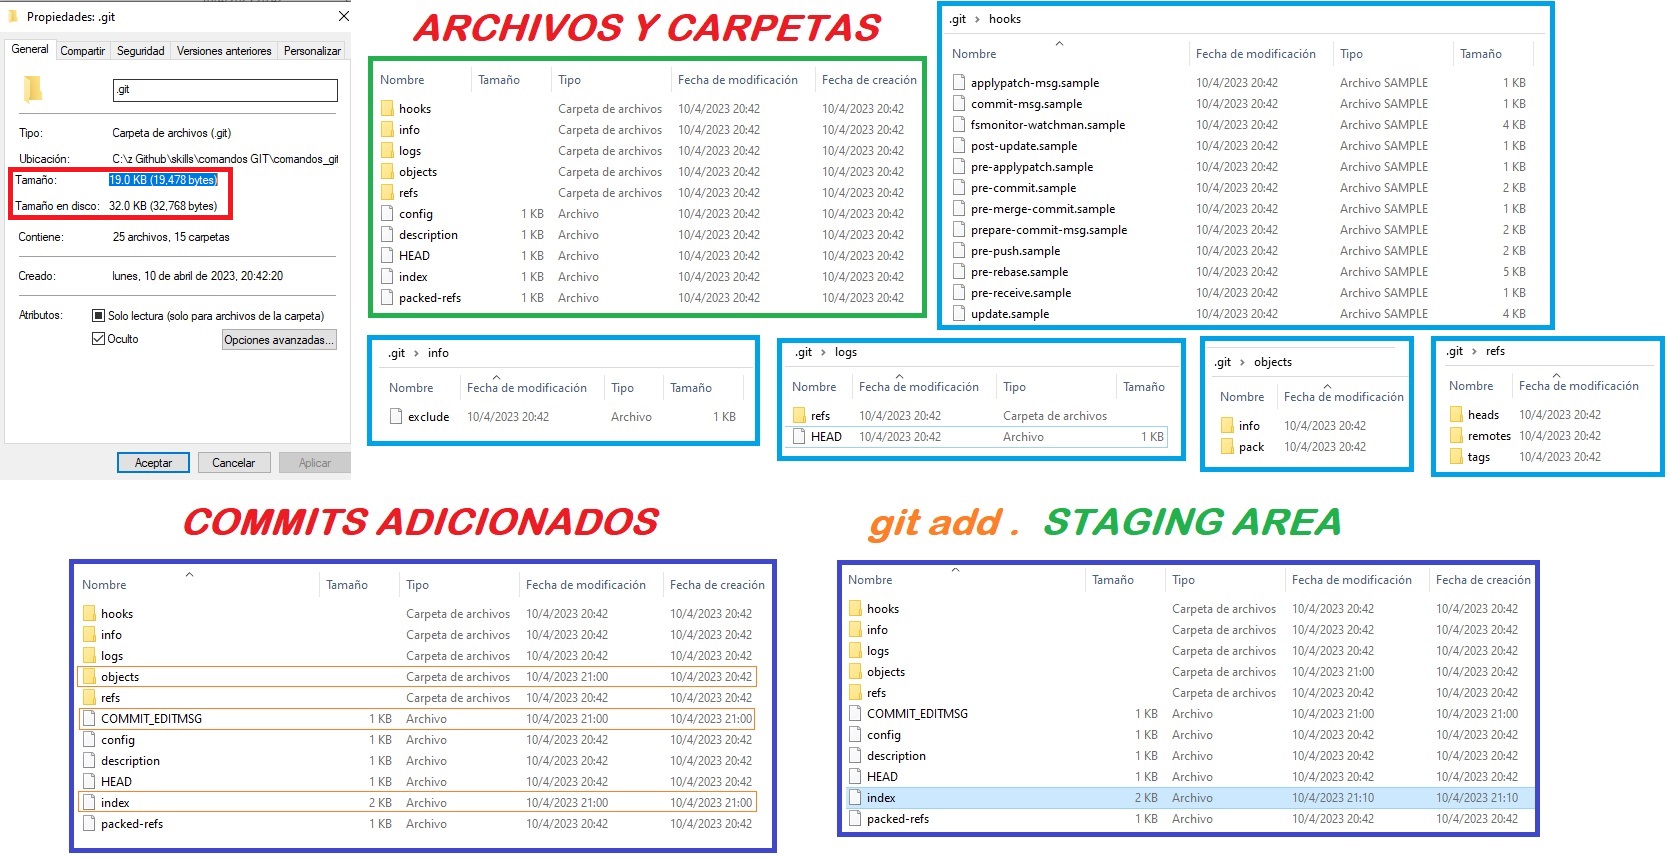 Propiedades: .git
General Compartir Seguridad Versiones anteriores Personalizar
.git
Tipo: Carpeta de archivos (.git)
Ubicación: C:\z Github\skills\comandos GIT\comandos_git
Tamaño: 19.0 KB (19,478 bytes)
Tamaño en disco: 32.0 KB (32,768 bytes)
Contiene: 25 archivos, 15 carpetas
Creado: lunes, 10 de abril de 2023, 20:42:20
Atributos: Solo lectura (solo para archivos de la carpeta)
Oculto Opciones avanzadas...
Aceptar Cancelar Aplicar
ARCHIVOS Y CARPETAS
Nombre Tamaño Tipo Fecha de modificación Fecha de creación
hooks Carpeta de archivos 10/4/2023 20:42 10/4/2023 20:42
info Carpeta de archivos 10/4/2023 20:42 10/4/2023 20:42
logs Carpeta de archivos 10/4/2023 20:42 10/4/2023 20:42
objects Carpeta de archivos 10/4/2023 20:42 10/4/2023 20:42
refs Carpeta de archivos 10/4/2023 20:42 10/4/2023 20:42
config 1 KB Archivo 10/4/2023 20:42 10/4/2023 20:42
description 1 KB Archivo 10/4/2023 20:42 10/4/2023 20:42
HEAD 1 KB Archivo 10/4/2023 20:42 10/4/2023 20:42
index 1 KB Archivo 10/4/2023 20:42 10/4/2023 20:42
packed-refs 1 KB Archivo 10/4/2023 20:42 10/4/2023 20:42
.git > hooks
Nombre Fecha de modificación Tipo Tamaño
applypatch-msg.sample 10/4/2023 20:42 Archivo SAMPLE 1 KB
commit-msg.sample 10/4/2023 20:42 Archivo SAMPLE 1 KB
fsmonitor-watchman.sample 10/4/2023 20:42 Archivo SAMPLE 4 KB
post-update.sample 10/4/2023 20:42 Archivo SAMPLE 1 KB
pre-applypatch.sample 10/4/2023 20:42 Archivo SAMPLE 1 KB
pre-commit.sample 10/4/2023 20:42 Archivo SAMPLE 2 KB
pre-merge-commit.sample 10/4/2023 20:42 Archivo SAMPLE 1 KB
prepare-commit-msg.sample 10/4/2023 20:42 Archivo SAMPLE 2 KB
pre-push.sample 10/4/2023 20:42 Archivo SAMPLE 2 KB
pre-rebase.sample 10/4/2023 20:42 Archivo SAMPLE 5 KB
pre-receive.sample 10/4/2023 20:42 Archivo SAMPLE 1 KB
update.sample 10/4/2023 20:42 Archivo SAMPLE 4 KB
.git > info
Nombre Fecha de modificación Tipo Tamaño
exclude 10/4/2023 20:42 Archivo 1 KB
.git > logs
Nombre Fecha de modificación Tipo Tamaño
refs 10/4/2023 20:42 Carpeta de archivos
HEAD 10/4/2023 20:42 Archivo 1 KB
.git > objects
Nombre Fecha de modificación
info 10/4/2023 20:42
pack 10/4/2023 20:42
.git > refs
Nombre Fecha de modificación
heads 10/4/2023 20:42
remotes 10/4/2023 20:42
tags 10/4/2023 20:42
COMMITS ADICIONADOS
Nombre Tamaño Tipo Fecha de modificación Fecha de creación
hooks Carpeta de archivos 10/4/2023 20:42 10/4/2023 20:42
info Carpeta de archivos 10/4/2023 20:42 10/4/2023 20:42
logs Carpeta de archivos 10/4/2023 20:42 10/4/2023 20:42
objects Carpeta de archivos 10/4/2023 21:00 10/4/2023 20:42
refs Carpeta de archivos 10/4/2023 20:42 10/4/2023 20:42
COMMIT_EDITMSG 1 KB Archivo 10/4/2023 21:00 10/4/2023 21:00
config 1 KB Archivo 10/4/2023 20:42 10/4/2023 20:42
description 1 KB Archivo 10/4/2023 20:42 10/4/2023 20:42
HEAD 1 KB Archivo 10/4/2023 20:42 10/4/2023 20:42
index 2 KB Archivo 10/4/2023 21:00 10/4/2023 21:00
packed-refs 1 KB Archivo 10/4/2023 20:42 10/4/2023 20:42
git add . STAGING AREA
Nombre Tamaño Tipo Fecha de modificación Fecha de creación
hooks Carpeta de archivos 10/4/2023 20:42 10/4/2023 20:42
info Carpeta de archivos 10/4/2023 20:42 10/4/2023 20:42
logs Carpeta de archivos 10/4/2023 20:42 10/4/2023 20:42
objects Carpeta de archivos 10/4/2023 21:00 10/4/2023 20:42
refs Carpeta de archivos 10/4/2023 20:42 10/4/2023 20:42
COMMIT_EDITMSG 1 KB Archivo 10/4/2023 21:00 10/4/2023 21:00
config 1 KB Archivo 10/4/2023 20:42 10/4/2023 20:42
description 1 KB Archivo 10/4/2023 20:42 10/4/2023 20:42
HEAD 1 KB Archivo 10/4/2023 20:42 10/4/2023 20:42
index 2 KB Archivo 10/4/2023 21:10 10/4/2023 21:10
packed-refs 1 KB Archivo 10/4/2023 20:42 10/4/2023 20:42